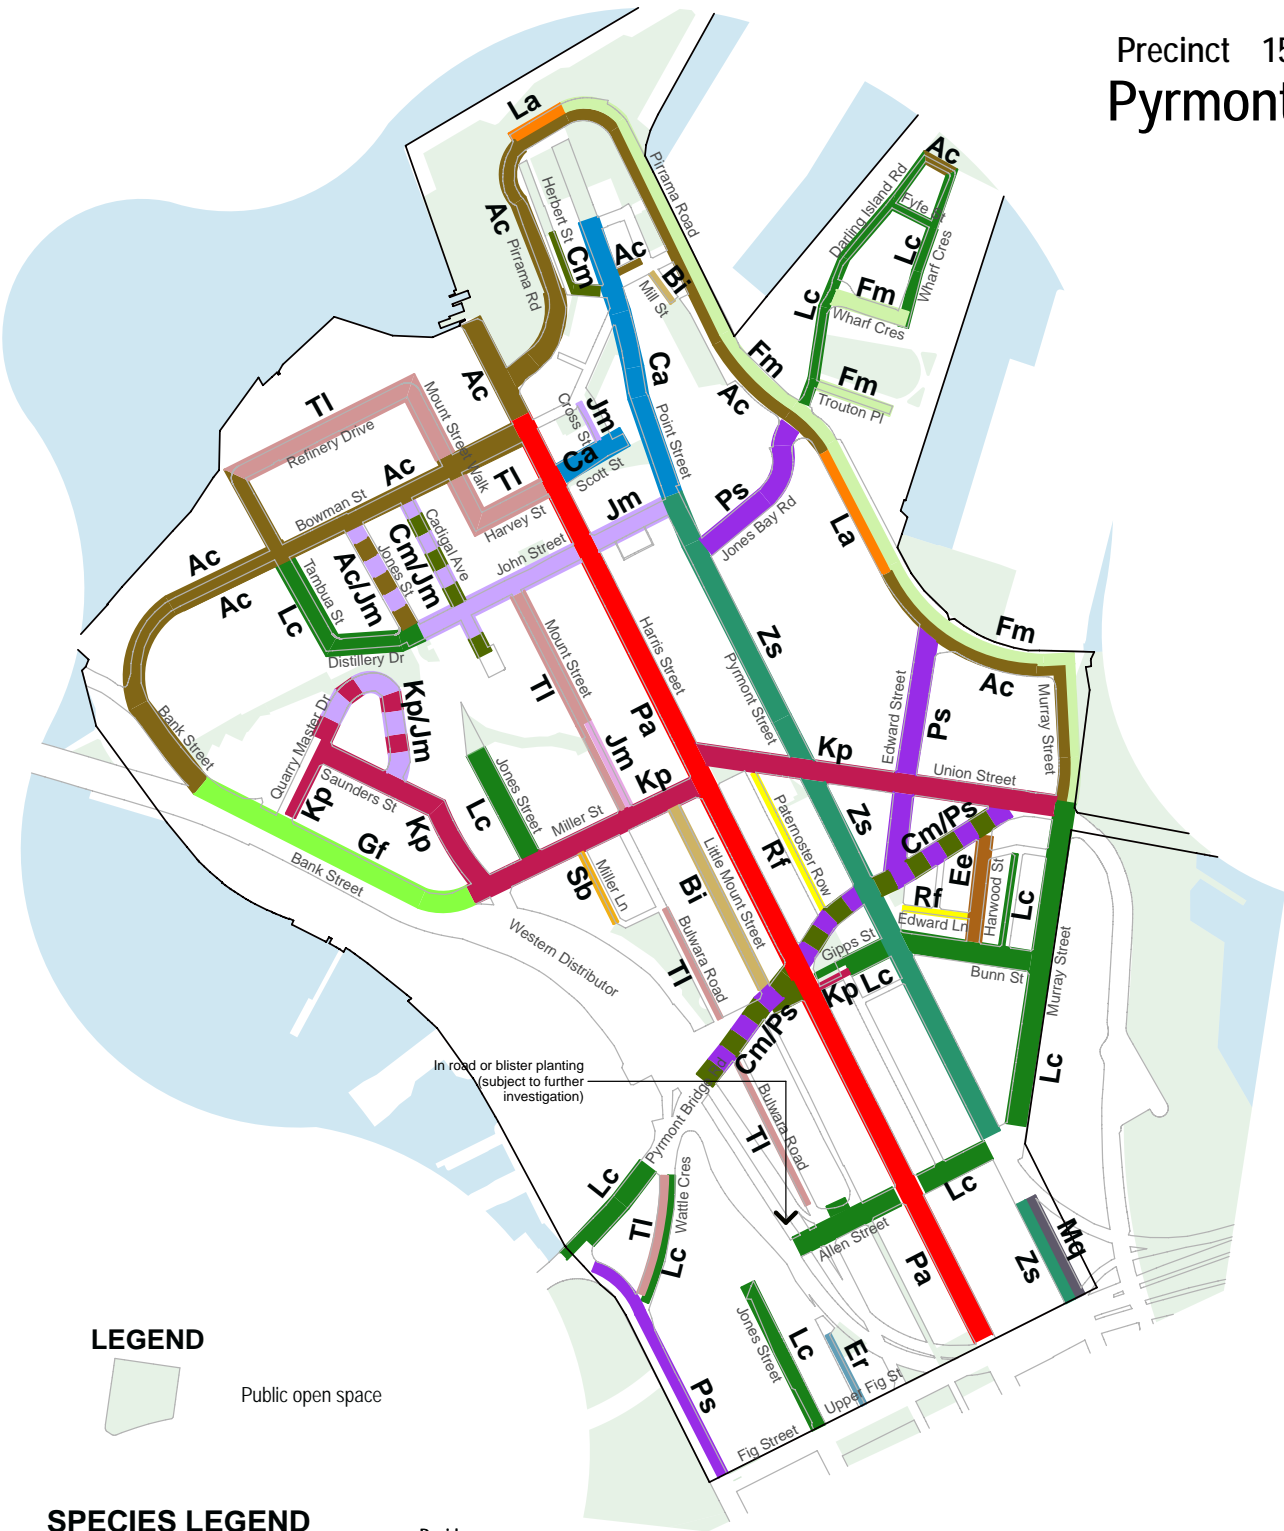 Precinct 15
Pyrmont
La
Ac
Pirrama Road
Darling Island Rd
Herbert St
Fyfe
Ac
Pirrama Rd
Cm
Ac
Bi
Mill St
Lc
Wharf Cres
Fm
Lc
Wharf Cres
Ca
Fm
Fm
Trouton Pl
Ac
Ac
Tl
Mount Street Walk
Refinery Drive
Cross St
Jm
Point Street
Ca
Scott St
Ac
Tl
Bowman St
Harvey St
Jm
Ps
Jones Bay Rd
La
Cadigal Ave
Cm/Jm
Jones St
Ac/Jm
John Street
Ac
Ac
Tambua St
Lc
Distillery Dr
Mount Street
Harris Street
Zs
Fm
Tl
Pyrmont Street
Ac
Edward Street
Ps
Murray Street
Bank Street
Quarry Master Dr
Kp/Jm
Pa
Jm
Kp
Kp
Union Street
Kp
Saunders St
Jones Street
Lc
Miller St
Kp
Gf
Bank Street
Paternoster Row
Rf
Zs
Cm/Ps
Little Mount Street
Bi
Sb
Miller Ln
Ee
Harwood St
Lc
Rf
Edward Ln
Western Distributor
Bulwara Road
Tl
Gipps St
Kp
Lc
Bunn St
Murray Street
Cm/Ps
Lc
In road or blister planting
(subject to further
investigation)
Pyrmont Bridge Rd
Bulwara Road
Tl
Lc
Wattle Cres
Tl
Lc
Lc
Allen Street
Pa
Zs
Mq
LEGEND
Public open space
Jones Street
Lc
Er
Upper Fig St
Ps
Fig Street
SPECIES LEGEND